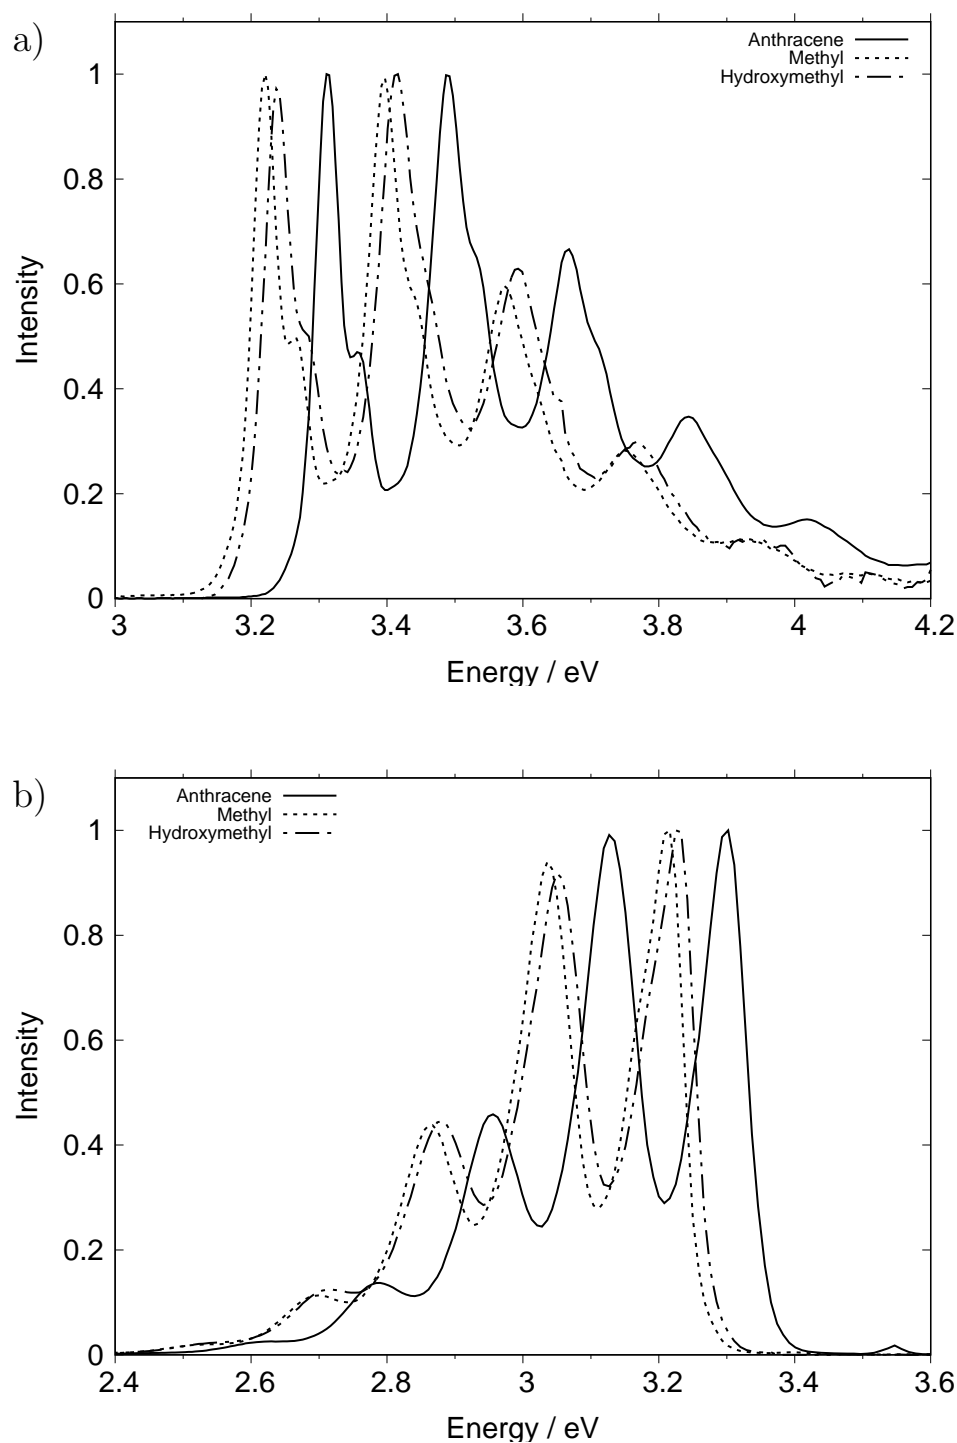 a)
Anthracene
Methyl
Hydroxymethyl
1
0.8
0.6
0.4
0.2
0
Intensity
3 3.2 3.4 3.6 3.8 4 4.2
Energy / eV
b)
Anthracene
Methyl
Hydroxymethyl
1
0.8
0.6
0.4
0.2
0
Intensity
2.4 2.6 2.8 3 3.2 3.4 3.6
Energy / eV